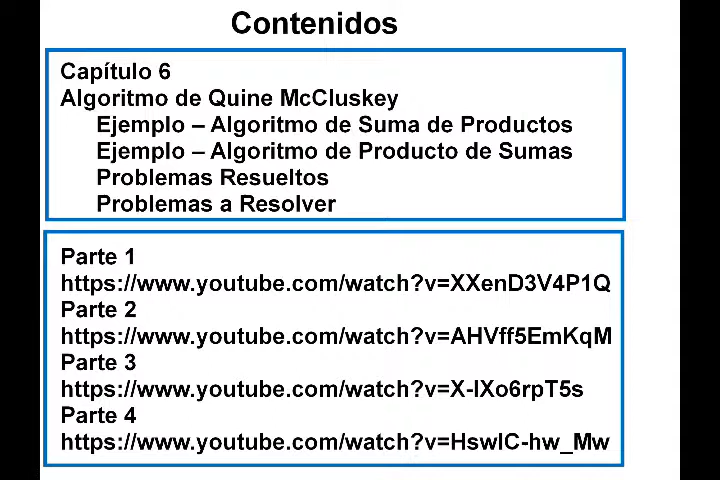 Contenidos
Capítulo 6
Algoritmo de Quine McCluskey
Ejemplo – Algoritmo de Suma de Productos
Ejemplo – Algoritmo de Producto de Sumas
Problemas Resueltos
Problemas a Resolver
Parte 1
https://www.youtube.com/watch?v=XXenD3V4P1Q
Parte 2
https://www.youtube.com/watch?v=AHVff5EmKqM
Parte 3
https://www.youtube.com/watch?v=X-lXo6rpT5s
Parte 4
https://www.youtube.com/watch?v=HswlC-hw_Mw